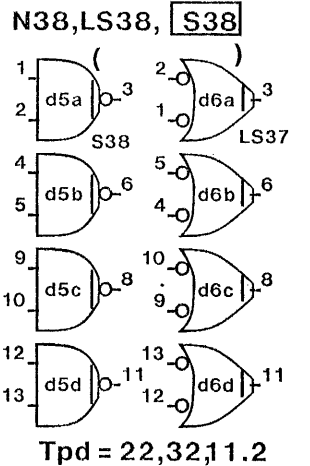 N38,LS38, S38
( )
1 d5a 3 2 d6a 3
2 1
S38 LS37
4 d5b 6 5 d6b 6
5 4
9 d5c 8 10 d6c 8
10 9
12 d5d 11 13 d6d 11
13 12
Tpd = 22,32,11.2